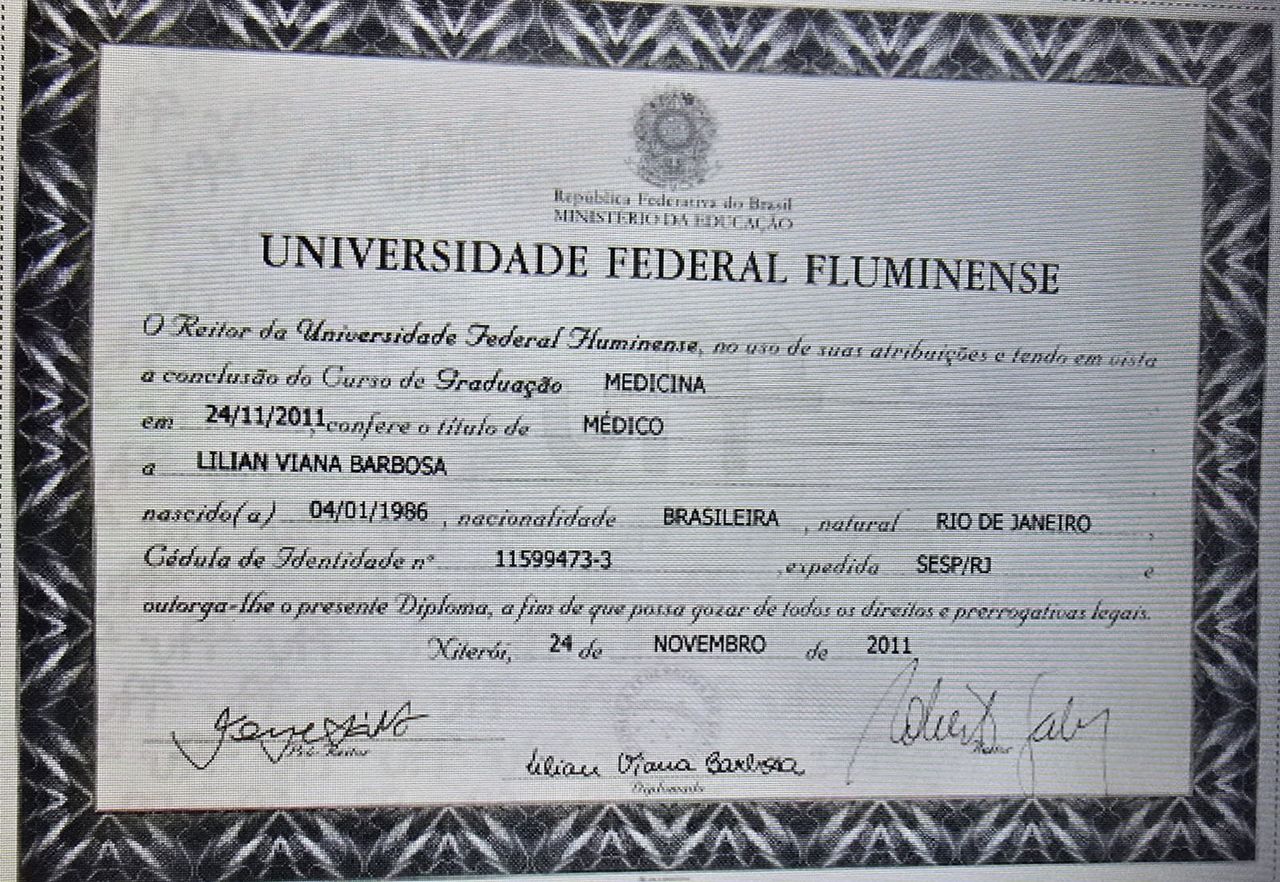 República Federativa do Brasil
MINISTÉRIO DA EDUCAÇÃO
UNIVERSIDADE FEDERAL FLUMINENSE
O Reitor da Universidade Federal Fluminense, no uso de suas atribuições e tendo em vista
a conclusão do Curso de Graduação MEDICINA
em 24/11/2011, confere o título de MÉDICO
a LILIAN VIANA BARBOSA
nascido(a) 04/01/1986, nacionalidade BRASILEIRA, natural RIO DE JANEIRO,
Cédula de Identidade nº 11599473-3, expedida SESP/RJ e
outorga-lhe o presente Diploma, a fim de que possa gozar de todos os direitos e prerrogativas legais.
Niterói, 24 de NOVEMBRO de 2011
Lilian Viana Barbosa
Reitor
Diplomado